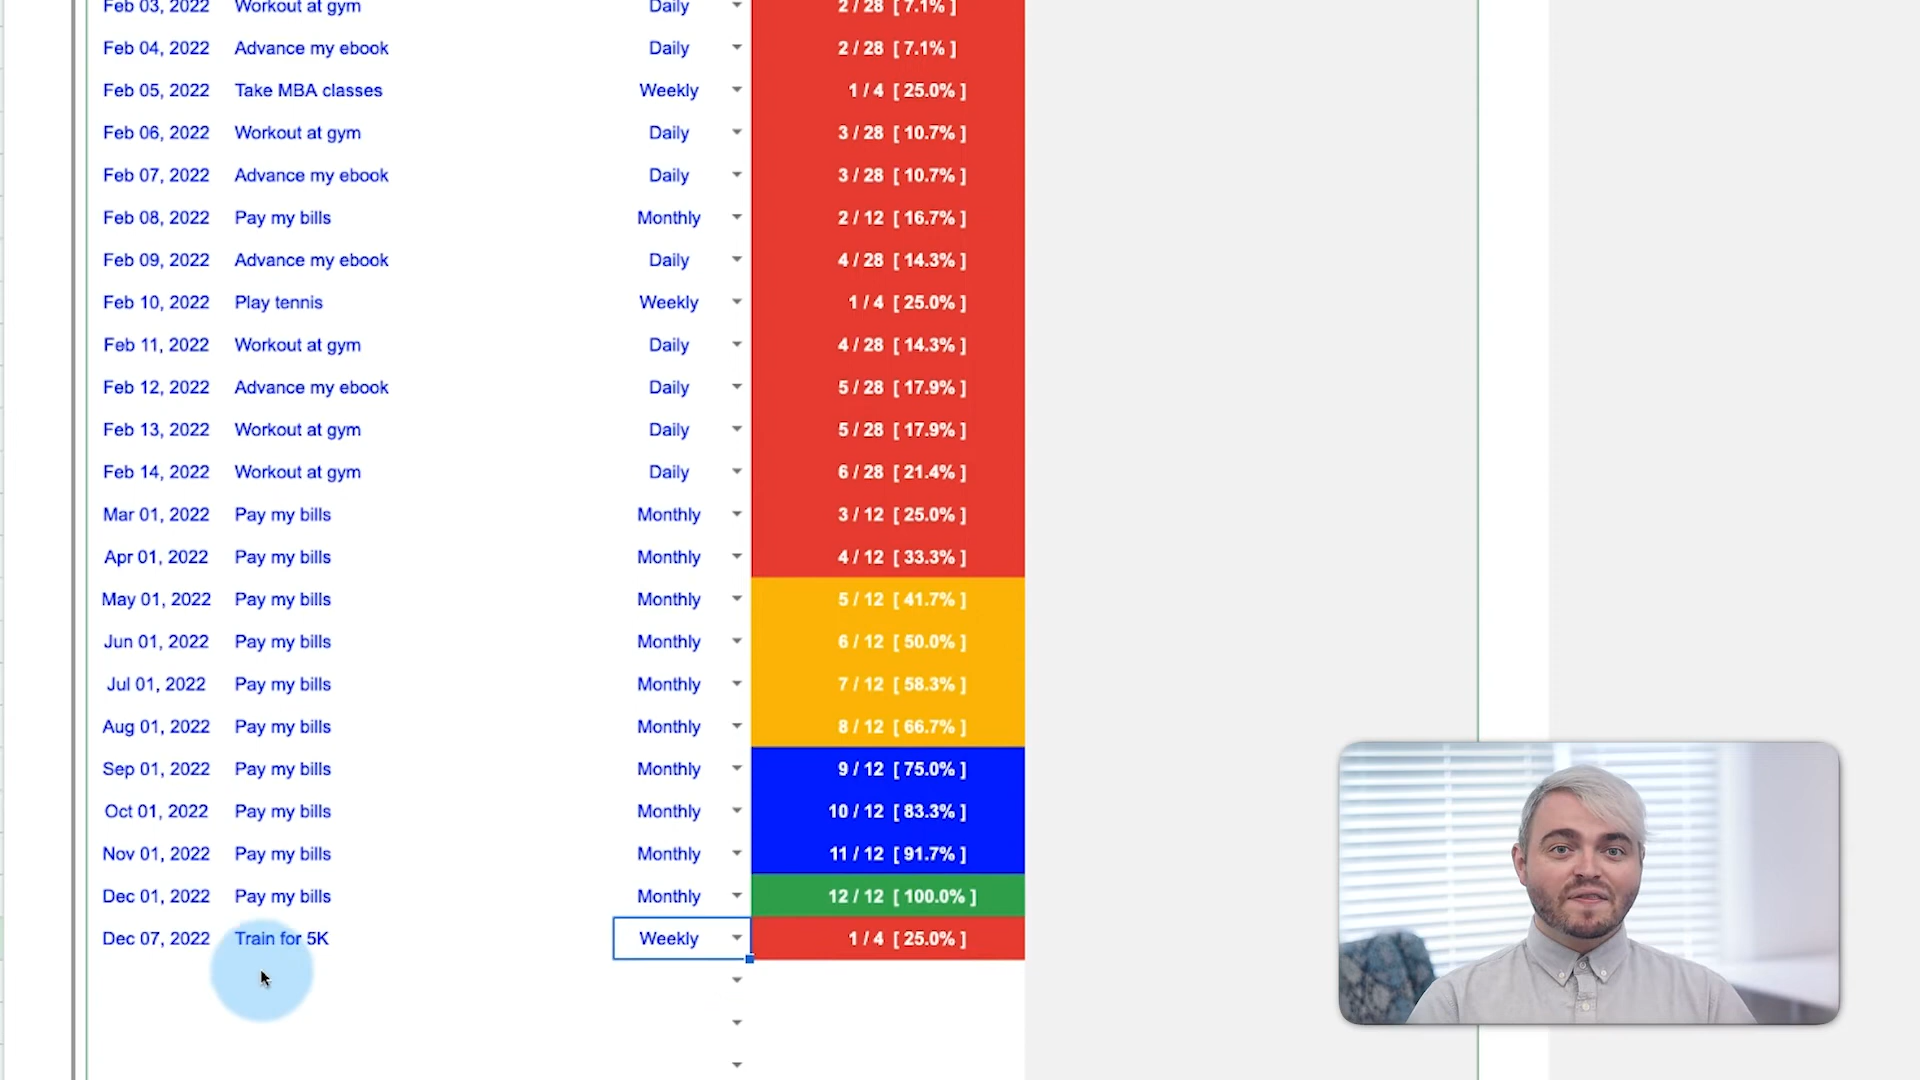 Feb 03, 2022 Workout at gym Daily 2 / 28 [ 7.1% ]
Feb 04, 2022 Advance my ebook Daily 2 / 28 [ 7.1% ]
Feb 05, 2022 Take MBA classes Weekly 1 / 4 [ 25.0% ]
Feb 06, 2022 Workout at gym Daily 3 / 28 [ 10.7% ]
Feb 07, 2022 Advance my ebook Daily 3 / 28 [ 10.7% ]
Feb 08, 2022 Pay my bills Monthly 2 / 12 [ 16.7% ]
Feb 09, 2022 Advance my ebook Daily 4 / 28 [ 14.3% ]
Feb 10, 2022 Play tennis Weekly 1 / 4 [ 25.0% ]
Feb 11, 2022 Workout at gym Daily 4 / 28 [ 14.3% ]
Feb 12, 2022 Advance my ebook Daily 5 / 28 [ 17.9% ]
Feb 13, 2022 Workout at gym Daily 5 / 28 [ 17.9% ]
Feb 14, 2022 Workout at gym Daily 6 / 28 [ 21.4% ]
Mar 01, 2022 Pay my bills Monthly 3 / 12 [ 25.0% ]
Apr 01, 2022 Pay my bills Monthly 4 / 12 [ 33.3% ]
May 01, 2022 Pay my bills Monthly 5 / 12 [ 41.7% ]
Jun 01, 2022 Pay my bills Monthly 6 / 12 [ 50.0% ]
Jul 01, 2022 Pay my bills Monthly 7 / 12 [ 58.3% ]
Aug 01, 2022 Pay my bills Monthly 8 / 12 [ 66.7% ]
Sep 01, 2022 Pay my bills Monthly 9 / 12 [ 75.0% ]
Oct 01, 2022 Pay my bills Monthly 10 / 12 [ 83.3% ]
Nov 01, 2022 Pay my bills Monthly 11 / 12 [ 91.7% ]
Dec 01, 2022 Pay my bills Monthly 12 / 12 [ 100.0% ]
Dec 07, 2022 Train for 5K Weekly 1 / 4 [ 25.0% ]